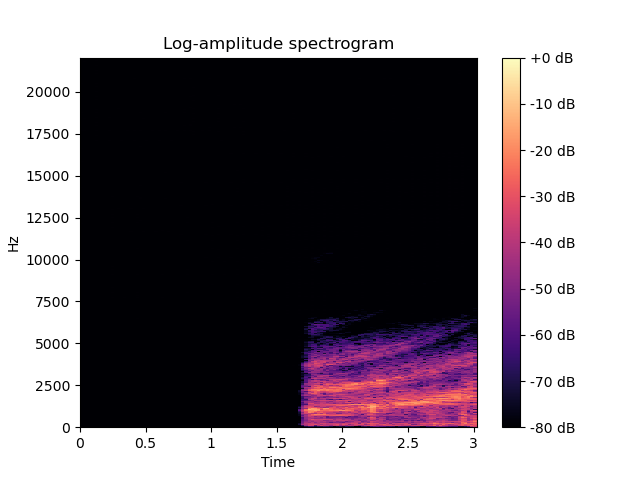 Log-amplitude spectrogram
Hz
20000
17500
15000
12500
10000
7500
5000
2500
0
0
0.5
1
1.5
2
2.5
3
Time
+0 dB
-10 dB
-20 dB
-30 dB
-40 dB
-50 dB
-60 dB
-70 dB
-80 dB